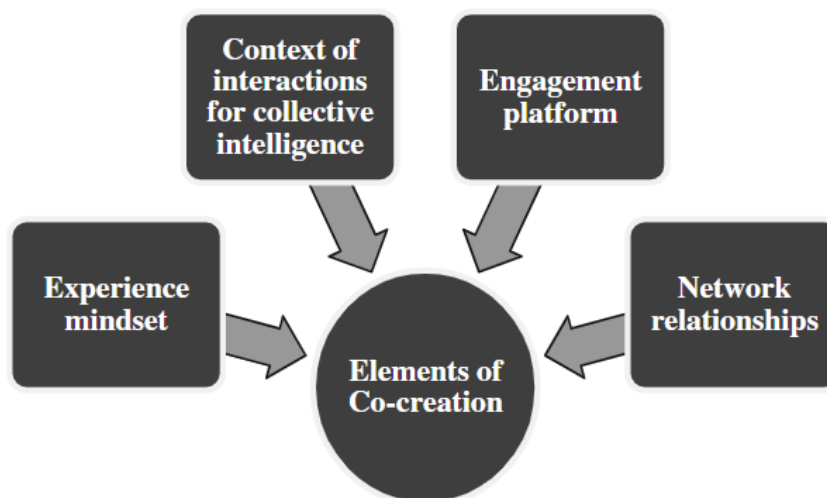 Context of
interactions
for collective
intelligence
Engagement
platform
Experience
mindset
Network
relationships
Elements of
Co-creation